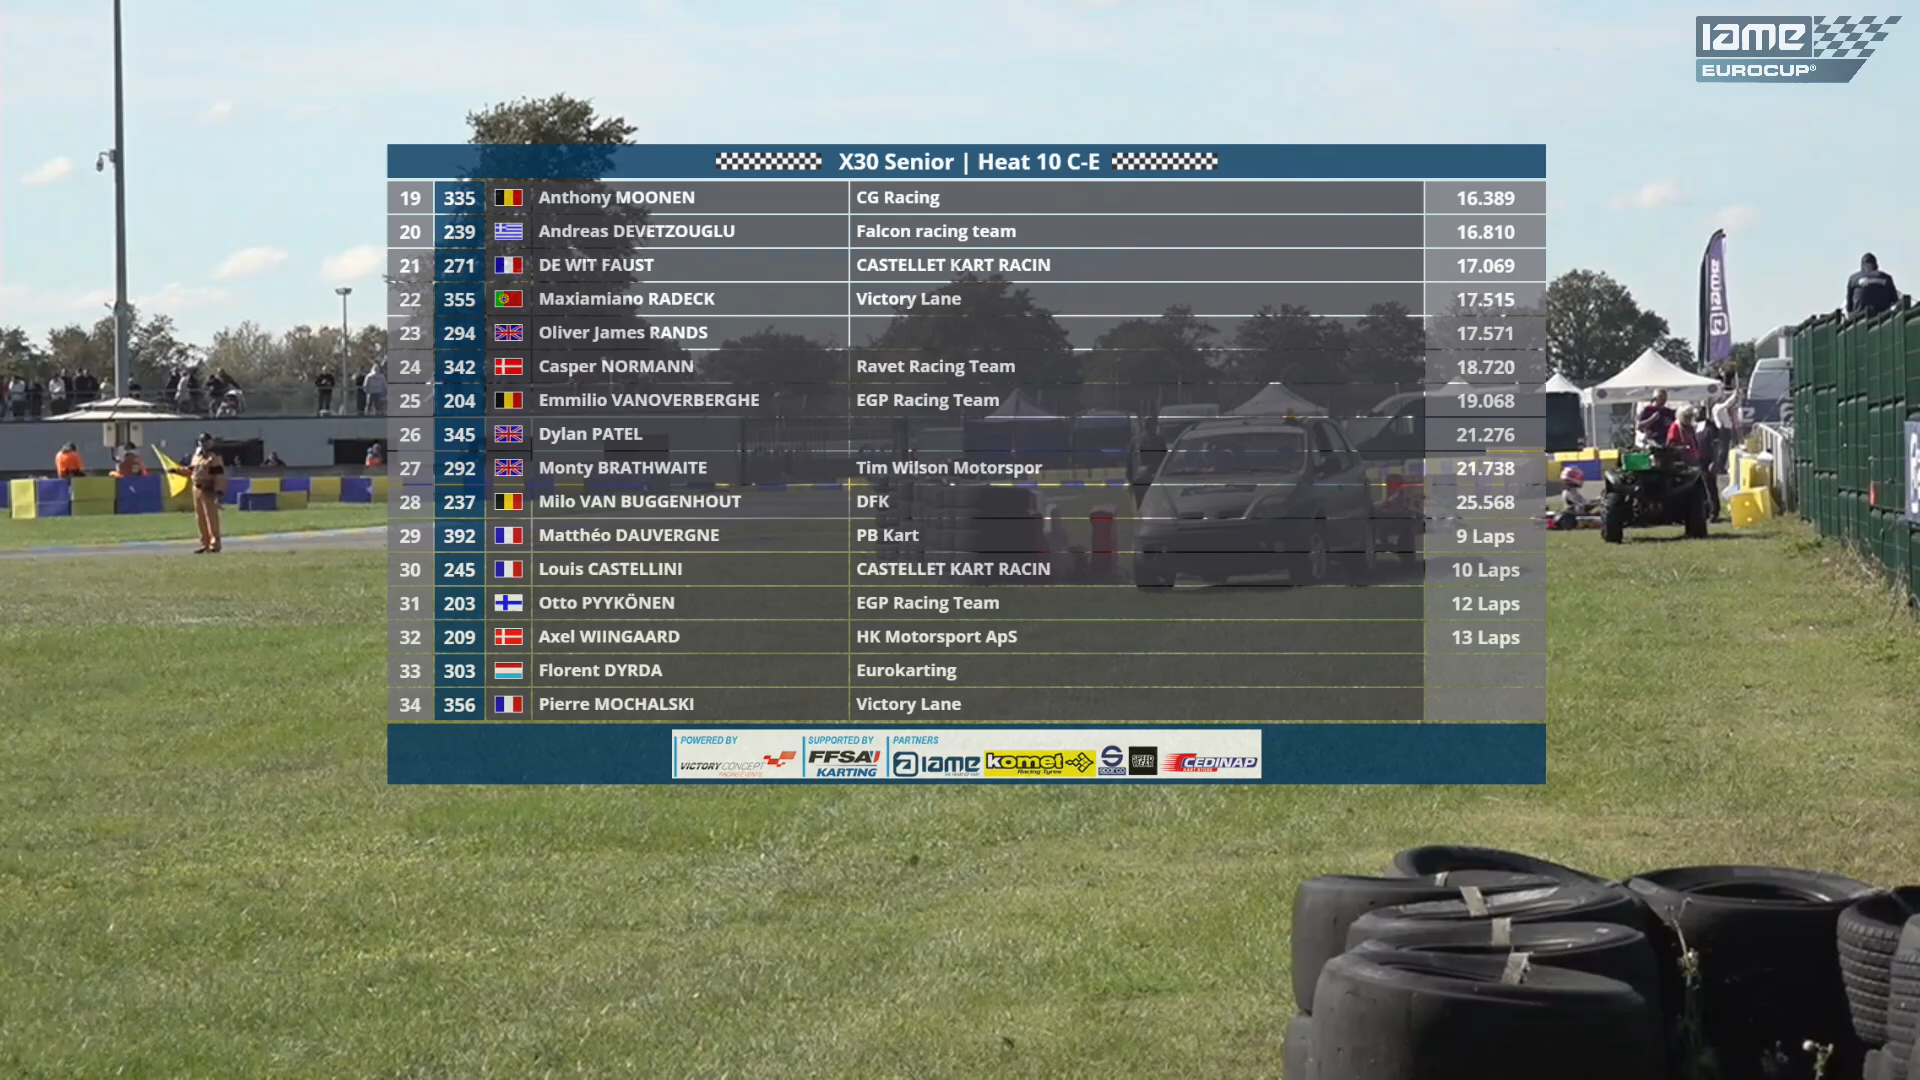 IAME
EUROCUP®
X30 Senior | Heat 10 C-E
19 335 Anthony MOONEN CG Racing 16.389
20 239 Andreas DEVETZOUGLU Falcon racing team 16.810
21 271 DE WIT FAUST CASTELLET KART RACIN 17.069
22 355 Maxiamiano RADECK Victory Lane 17.515
23 294 Oliver James RANDS 17.571
24 342 Casper NORMANN Ravet Racing Team 18.720
25 204 Emmilio VANOVERBERGHE EGP Racing Team 19.068
26 345 Dylan PATEL 21.276
27 292 Monty BRATHWAITE Tim Wilson Motorspor 21.738
28 237 Milo VAN BUGGENHOUT DFK 25.568
29 392 Matthéo DAUVERGNE PB Kart 9 Laps
30 245 Louis CASTELLINI CASTELLET KART RACIN 10 Laps
31 203 Otto PYYKÖNEN EGP Racing Team 12 Laps
32 209 Axel WIINGAARD HK Motorsport ApS 13 Laps
33 303 Florent DYRDA Eurokarting
34 356 Pierre MOCHALSKI Victory Lane
POWERED BY SUPPORTED BY PARTNERS
VICTORY CONCEPT FFSA KARTING IAME komet Racing Tyres SPARCO SPEED WEAR CEDINAP
iame